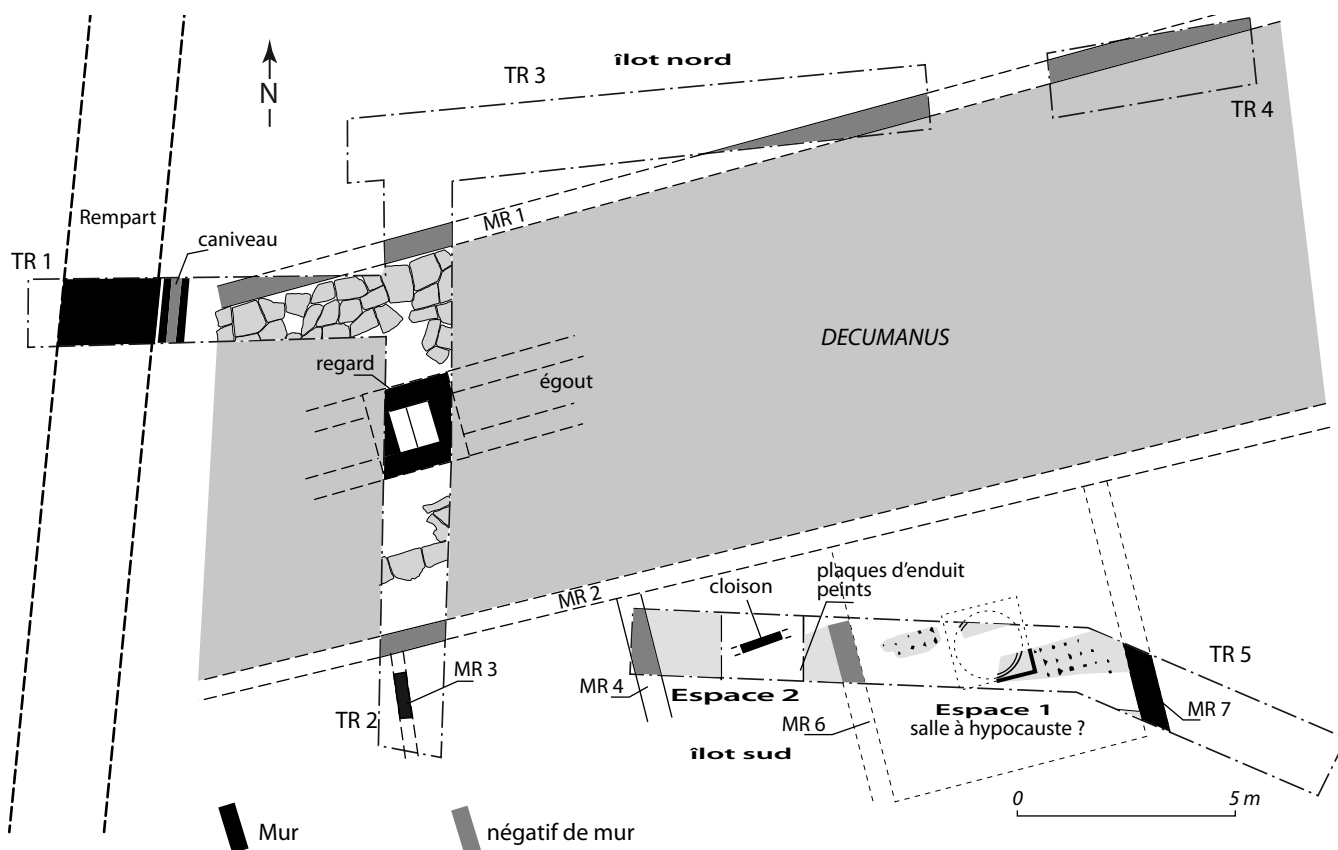 îlot nord
TR 3
N
TR 4
Rempart
MR 1
caniveau
TR 1
DECUMANUS
regard
égout
plaques d'enduit
peints
cloison
MR 2
MR 3
TR 5
MR 4
Espace 2
Espace 1
MR 7
TR 2
MR 6
salle à hypocauste ?
îlot sud
0
5 m
Mur
négatif de mur